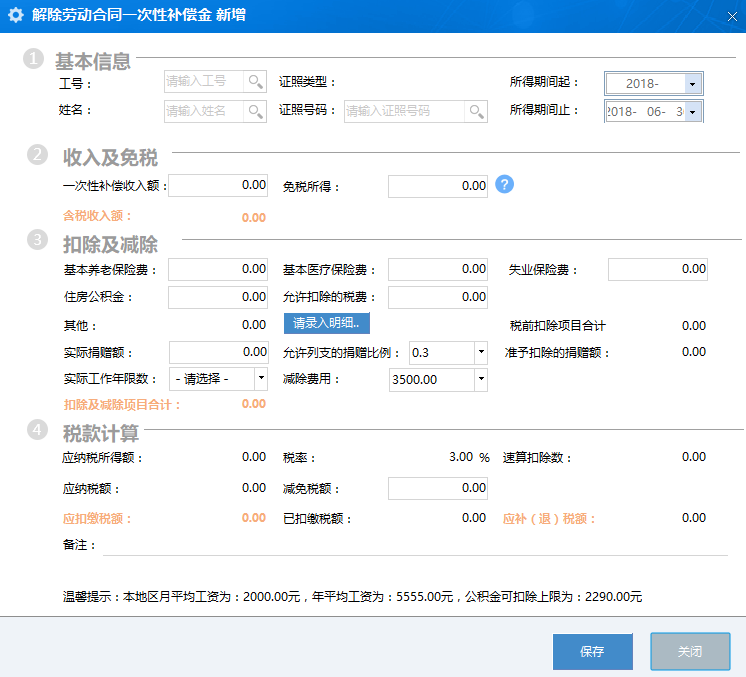 解除劳动合同一次性补偿金 新增
1 基本信息
工号： 请输入工号 证照类型： 所得期间起： 2018-
姓名： 请输入姓名 证照号码： 请输入证照号码 所得期间止： 2018- 06- 3
2 收入及免税
一次性补偿收入额： 0.00 免税所得： 0.00 ?
含税收入额： 0.00
3 扣除及减除
基本养老保险费： 0.00 基本医疗保险费： 0.00 失业保险费： 0.00
住房公积金： 0.00 允许扣除的税费： 0.00
其他： 0.00 请录入明细.. 税前扣除项目合计 0.00
实际捐赠额： 0.00 允许列支的捐赠比例： 0.3 准予扣除的捐赠额： 0.00
实际工作年限数： - 请选择 - 减除费用： 3500.00
扣除及减除项目合计： 0.00
4 税款计算
应纳税所得额： 0.00 税率： 3.00 % 速算扣除数： 0.00
应纳税额： 0.00 减免税额： 0.00
应扣缴税额： 0.00 已扣缴税额： 0.00 应补（退）税额： 0.00
备注：
温馨提示：本地区月平均工资为：2000.00元，年平均工资为：5555.00元，公积金可扣除上限为：2290.00元
保存 关闭